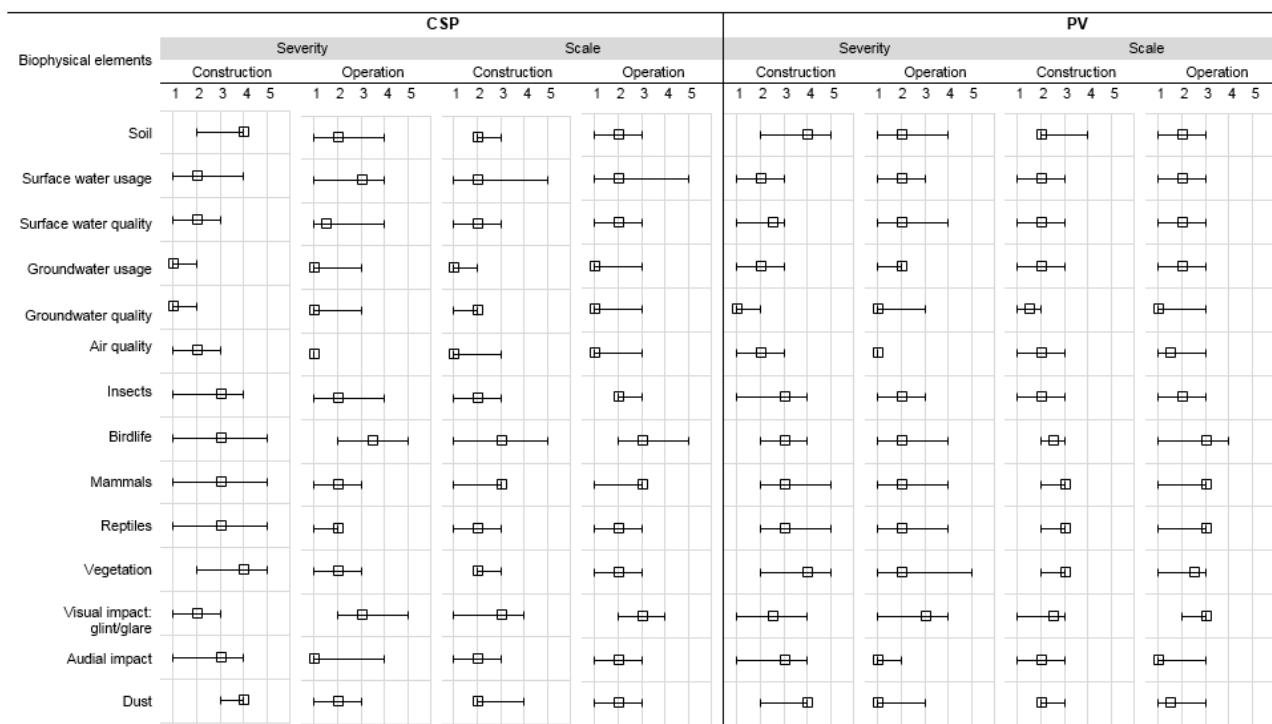 CSP PV
Biophysical elements Severity Scale Severity Scale
Construction Operation Construction Operation Construction Operation Construction Operation
1 2 3 4 5 1 2 3 4 5 1 2 3 4 5 1 2 3 4 5 1 2 3 4 5 1 2 3 4 5 1 2 3 4 5 1 2 3 4 5
Soil
Surface water usage
Surface water quality
Groundwater usage
Groundwater quality
Air quality
Insects
Birdlife
Mammals
Reptiles
Vegetation
Visual impact:
glint/glare
Audial impact
Dust